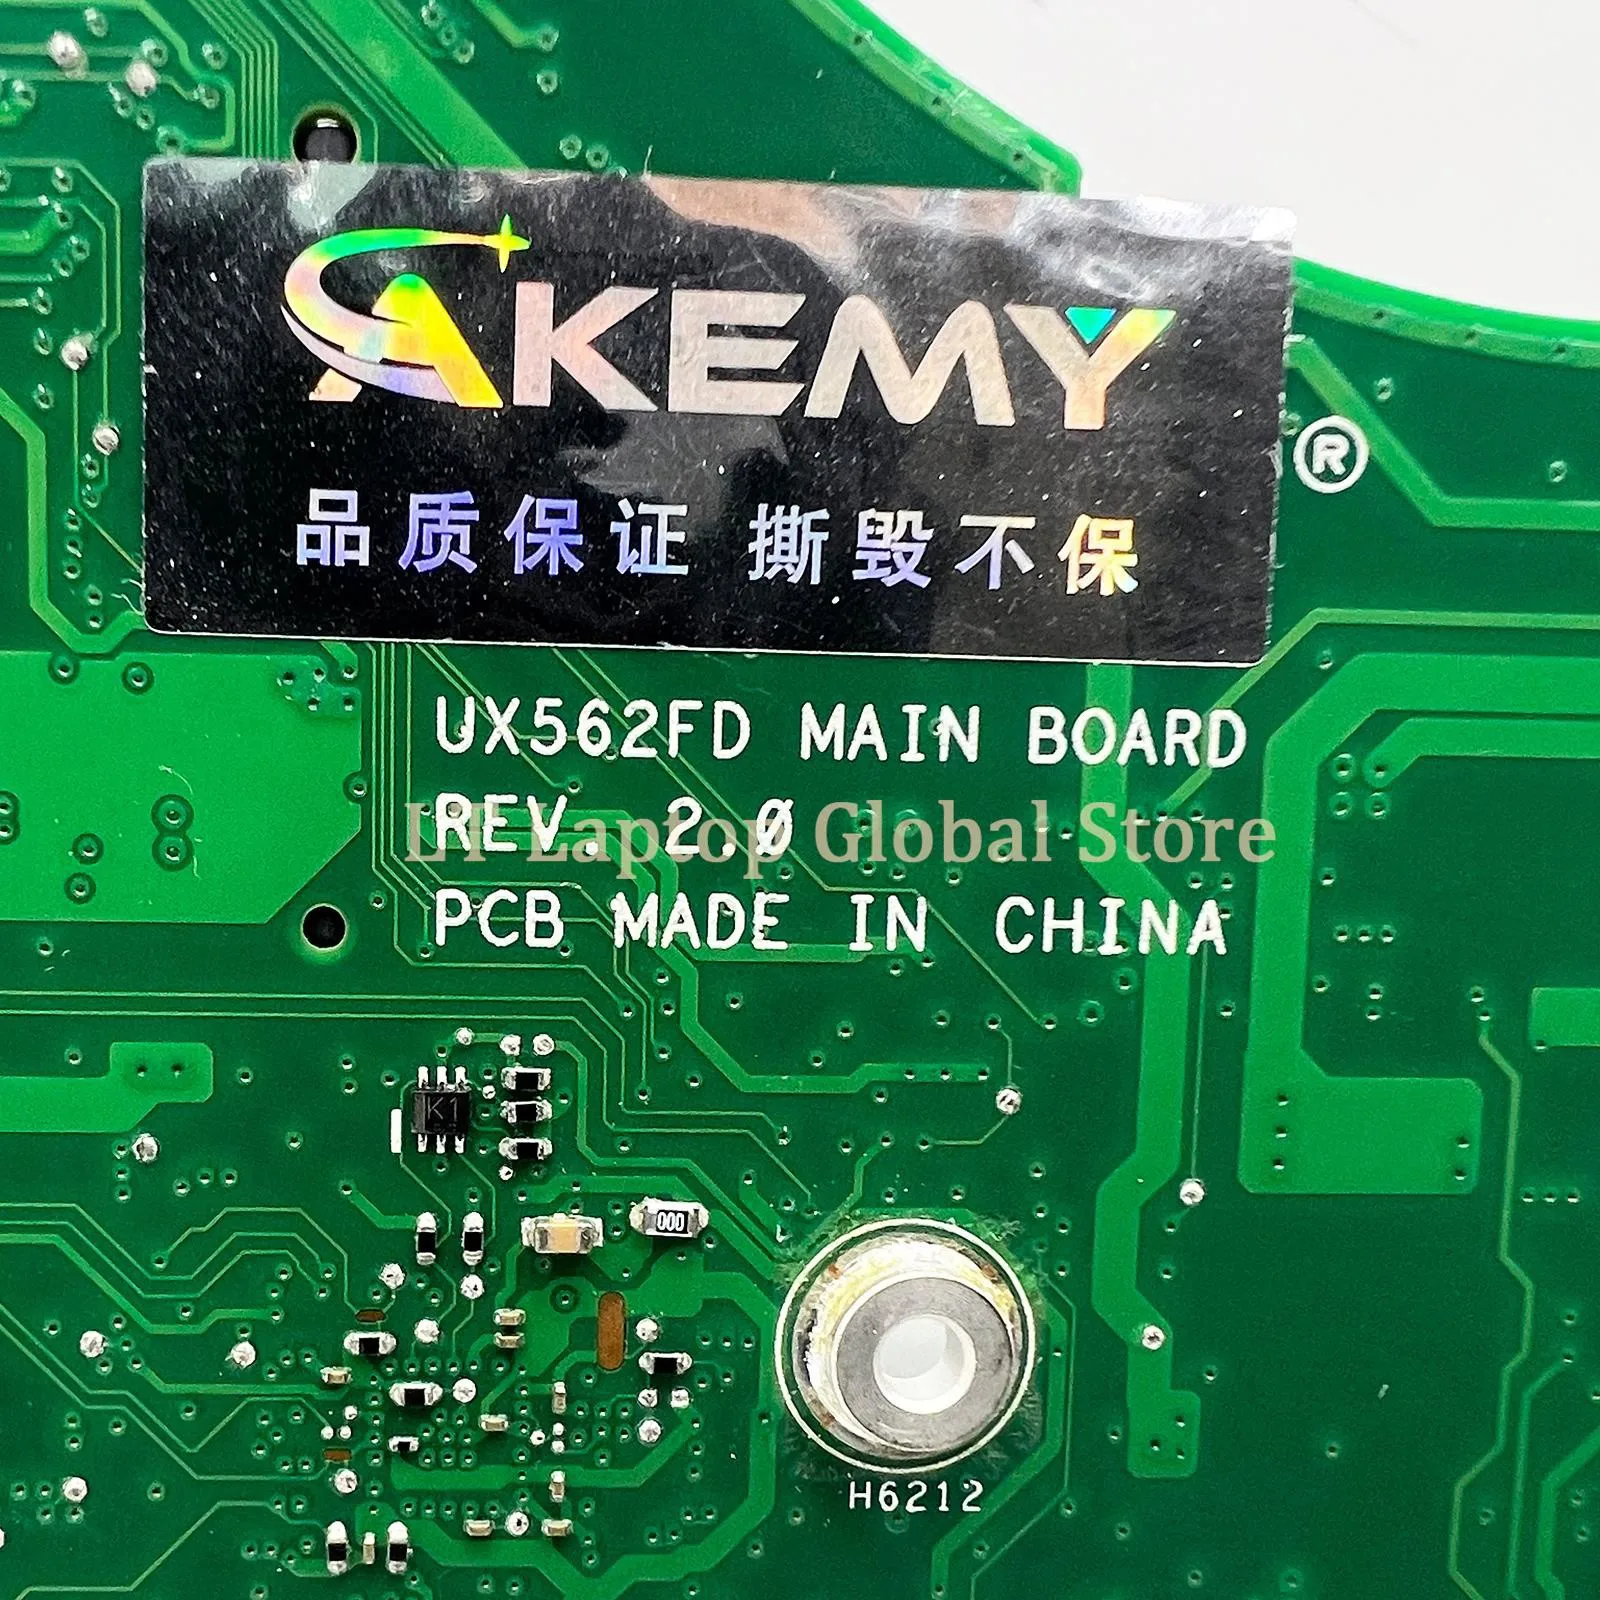 AKEMY
®
品质保证 撕毁不保
UX562FD MAIN BOARD
REV. 2.0
LT Laptop Global Store
PCB MADE IN CHINA
K1
000
H6212